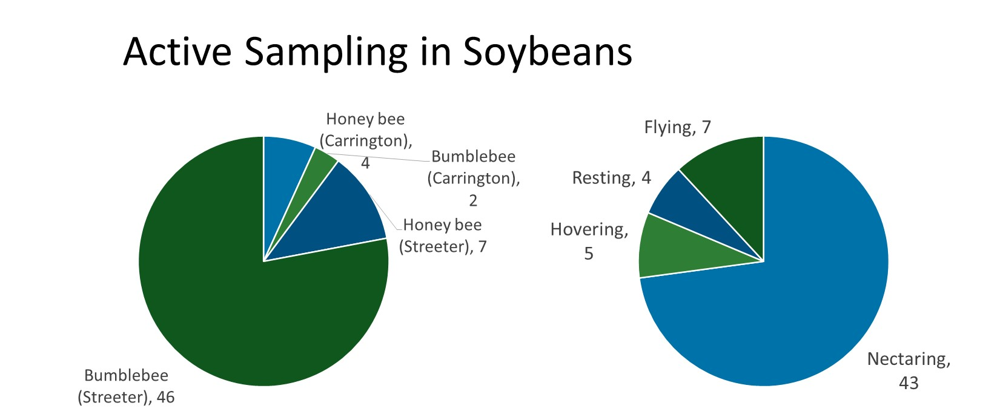 Active Sampling in Soybeans
Honey bee
(Carrington),
4
Bumblebee
(Carrington),
2
Honey bee
(Streeter), 7
Bumblebee
(Streeter), 46
Flying, 7
Resting, 4
Hovering,
5
Nectaring,
43